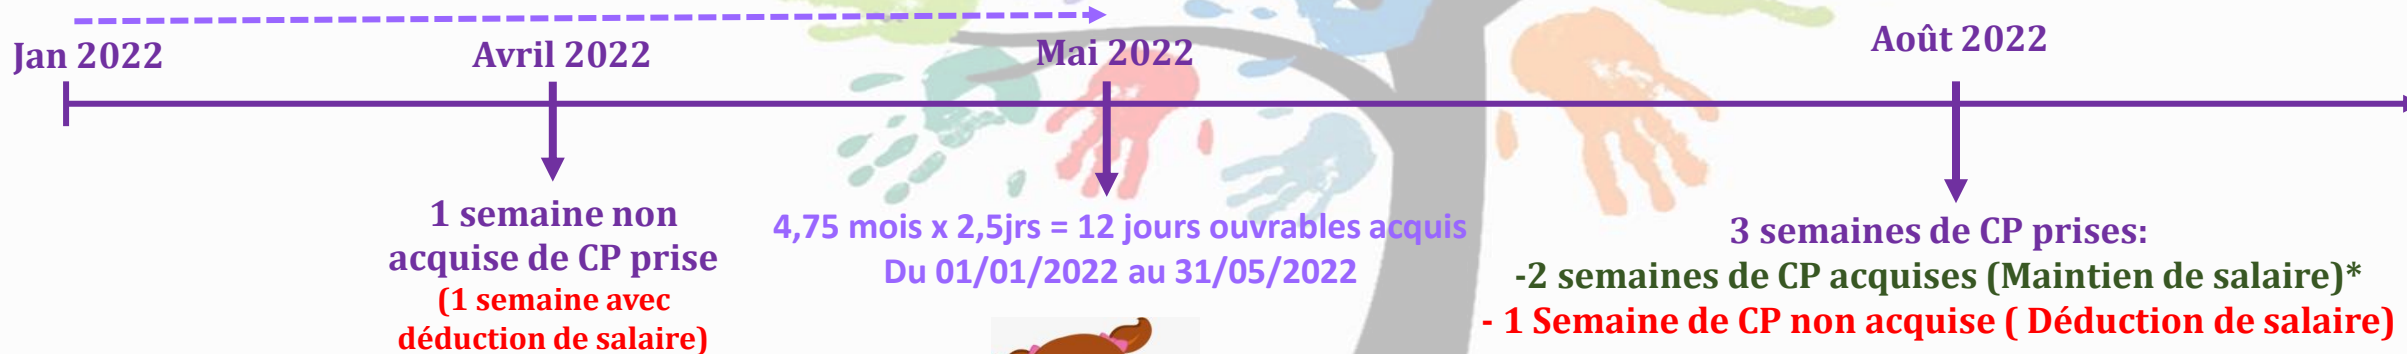 Jan 2022
Avril 2022
Mai 2022
Août 2022
1 semaine non
acquise de CP prise
(1 semaine avec
déduction de salaire)
4,75 mois x 2,5jrs = 12 jours ouvrables acquis
Du 01/01/2022 au 31/05/2022
3 semaines de CP prises:
-2 semaines de CP acquises (Maintien de salaire)*
- 1 Semaine de CP non acquise ( Déduction de salaire)